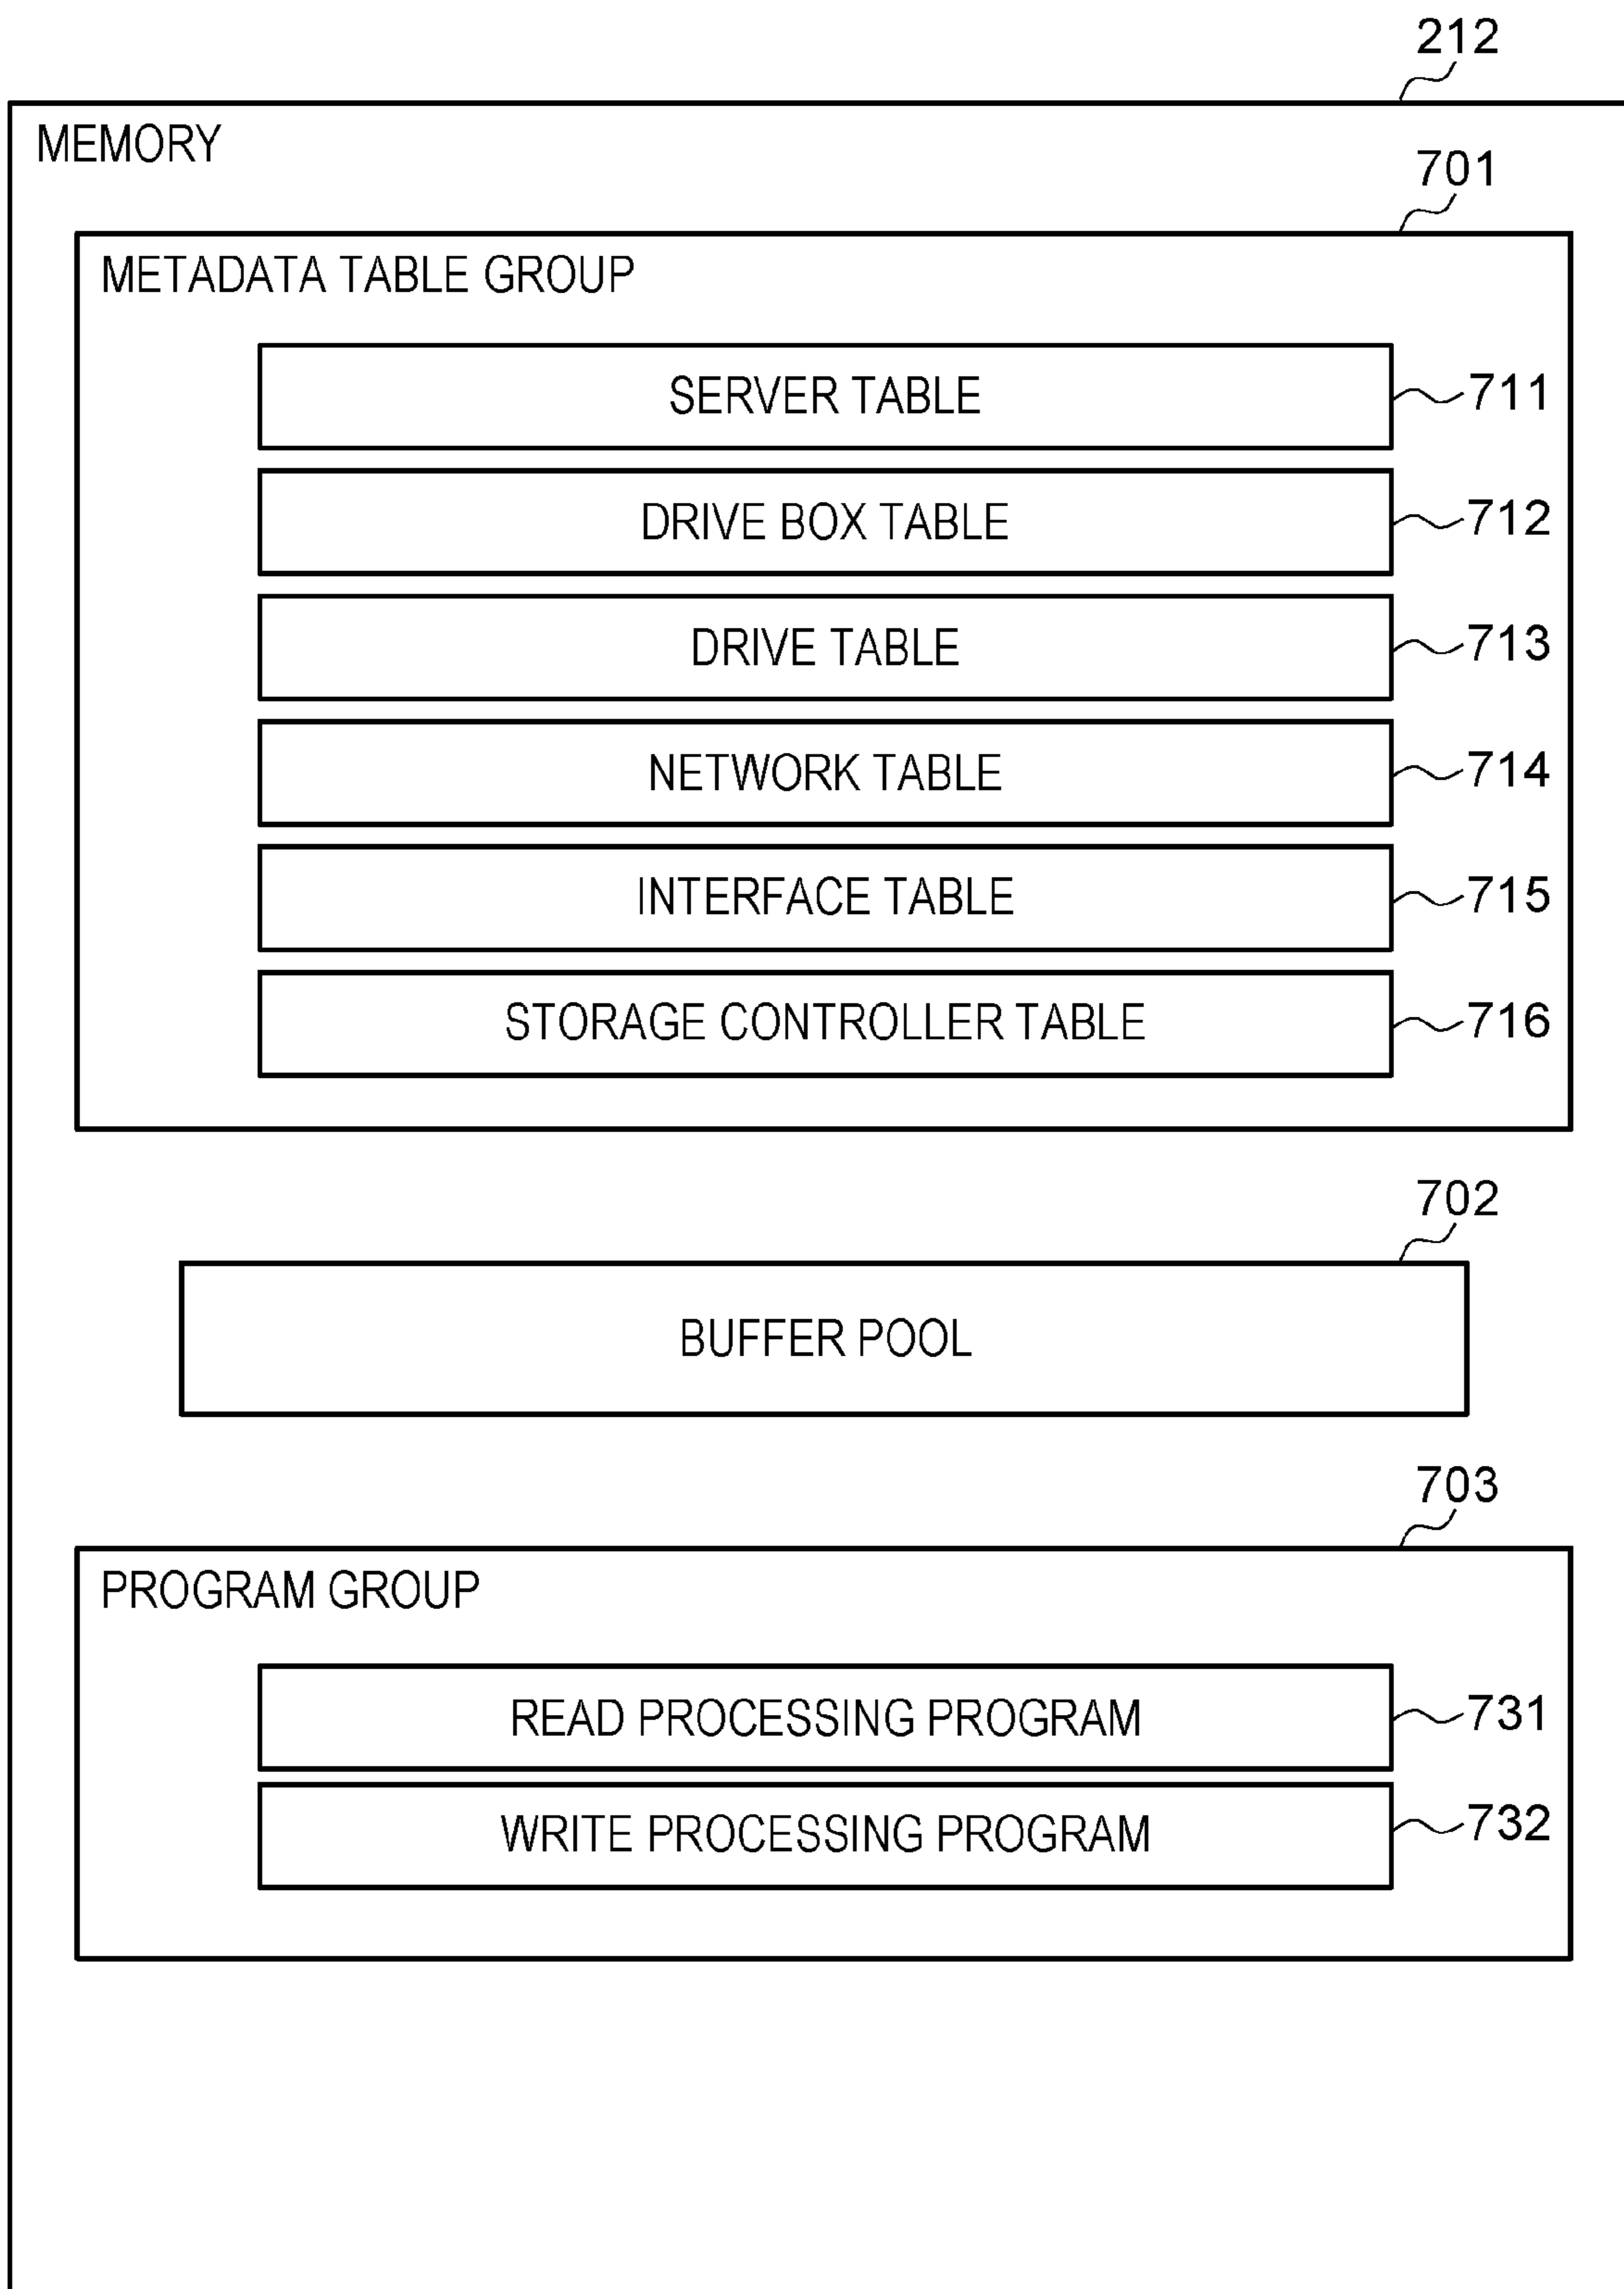 212
MEMORY
701
METADATA TABLE GROUP
SERVER TABLE 711
DRIVE BOX TABLE 712
DRIVE TABLE 713
NETWORK TABLE 714
INTERFACE TABLE 715
STORAGE CONTROLLER TABLE 716
702
BUFFER POOL
703
PROGRAM GROUP
READ PROCESSING PROGRAM 731
WRITE PROCESSING PROGRAM 732